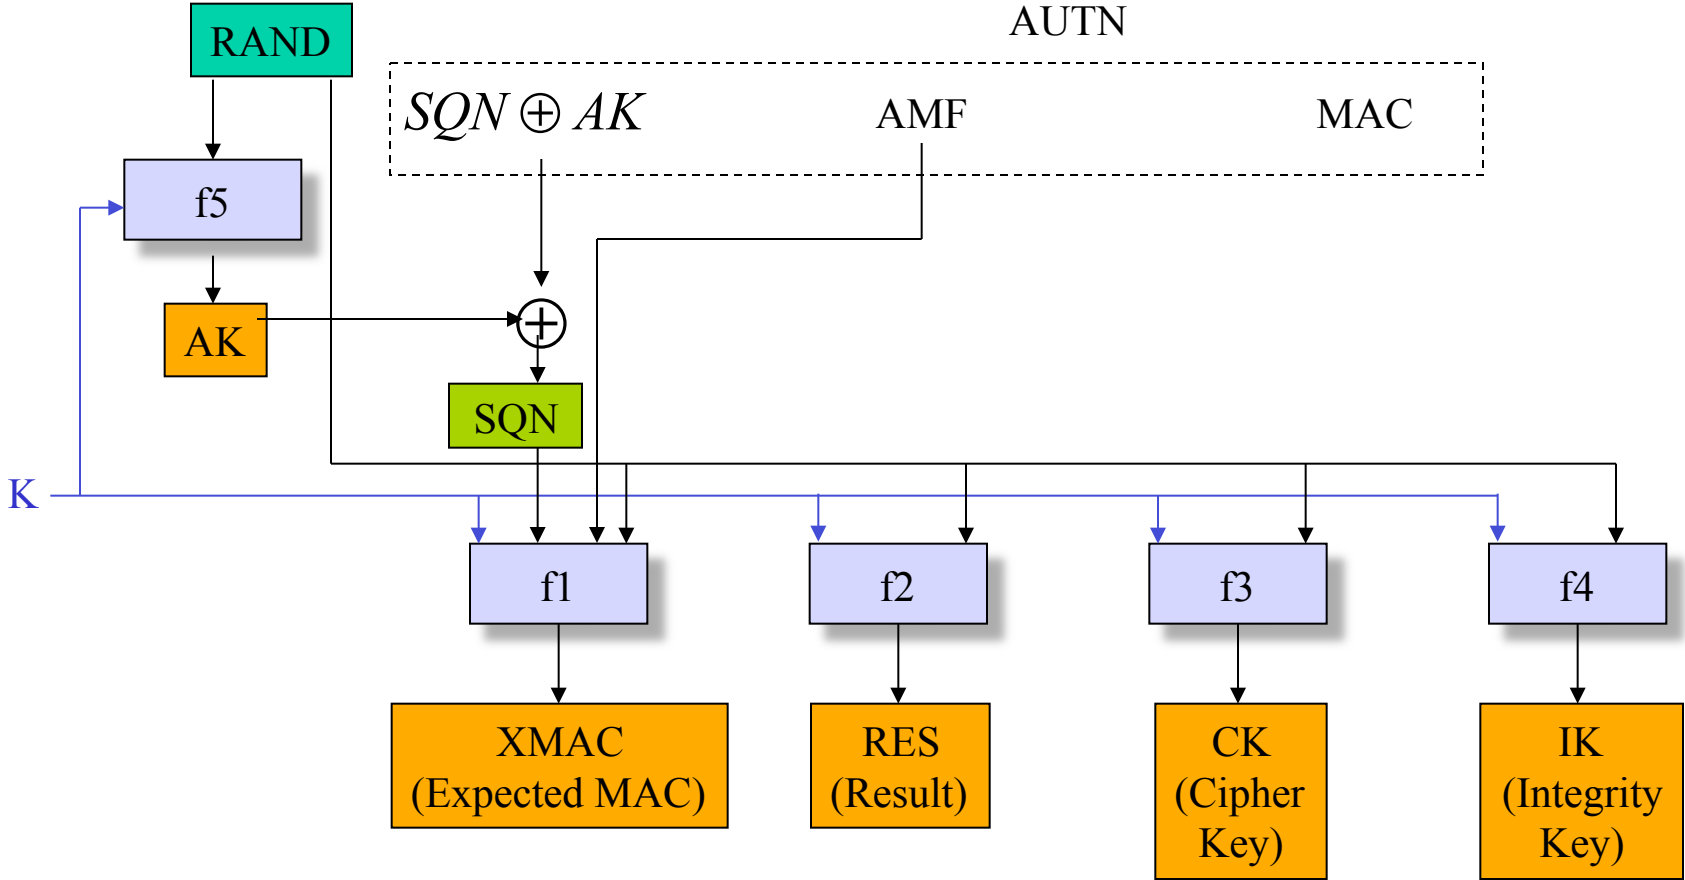 AUTN
RAND
SQN ⊕ AK
AMF
MAC
f5
AK
SQN
K
f1
f2
f3
f4
XMAC
(Expected MAC)
RES
(Result)
CK
(Cipher
Key)
IK
(Integrity
Key)